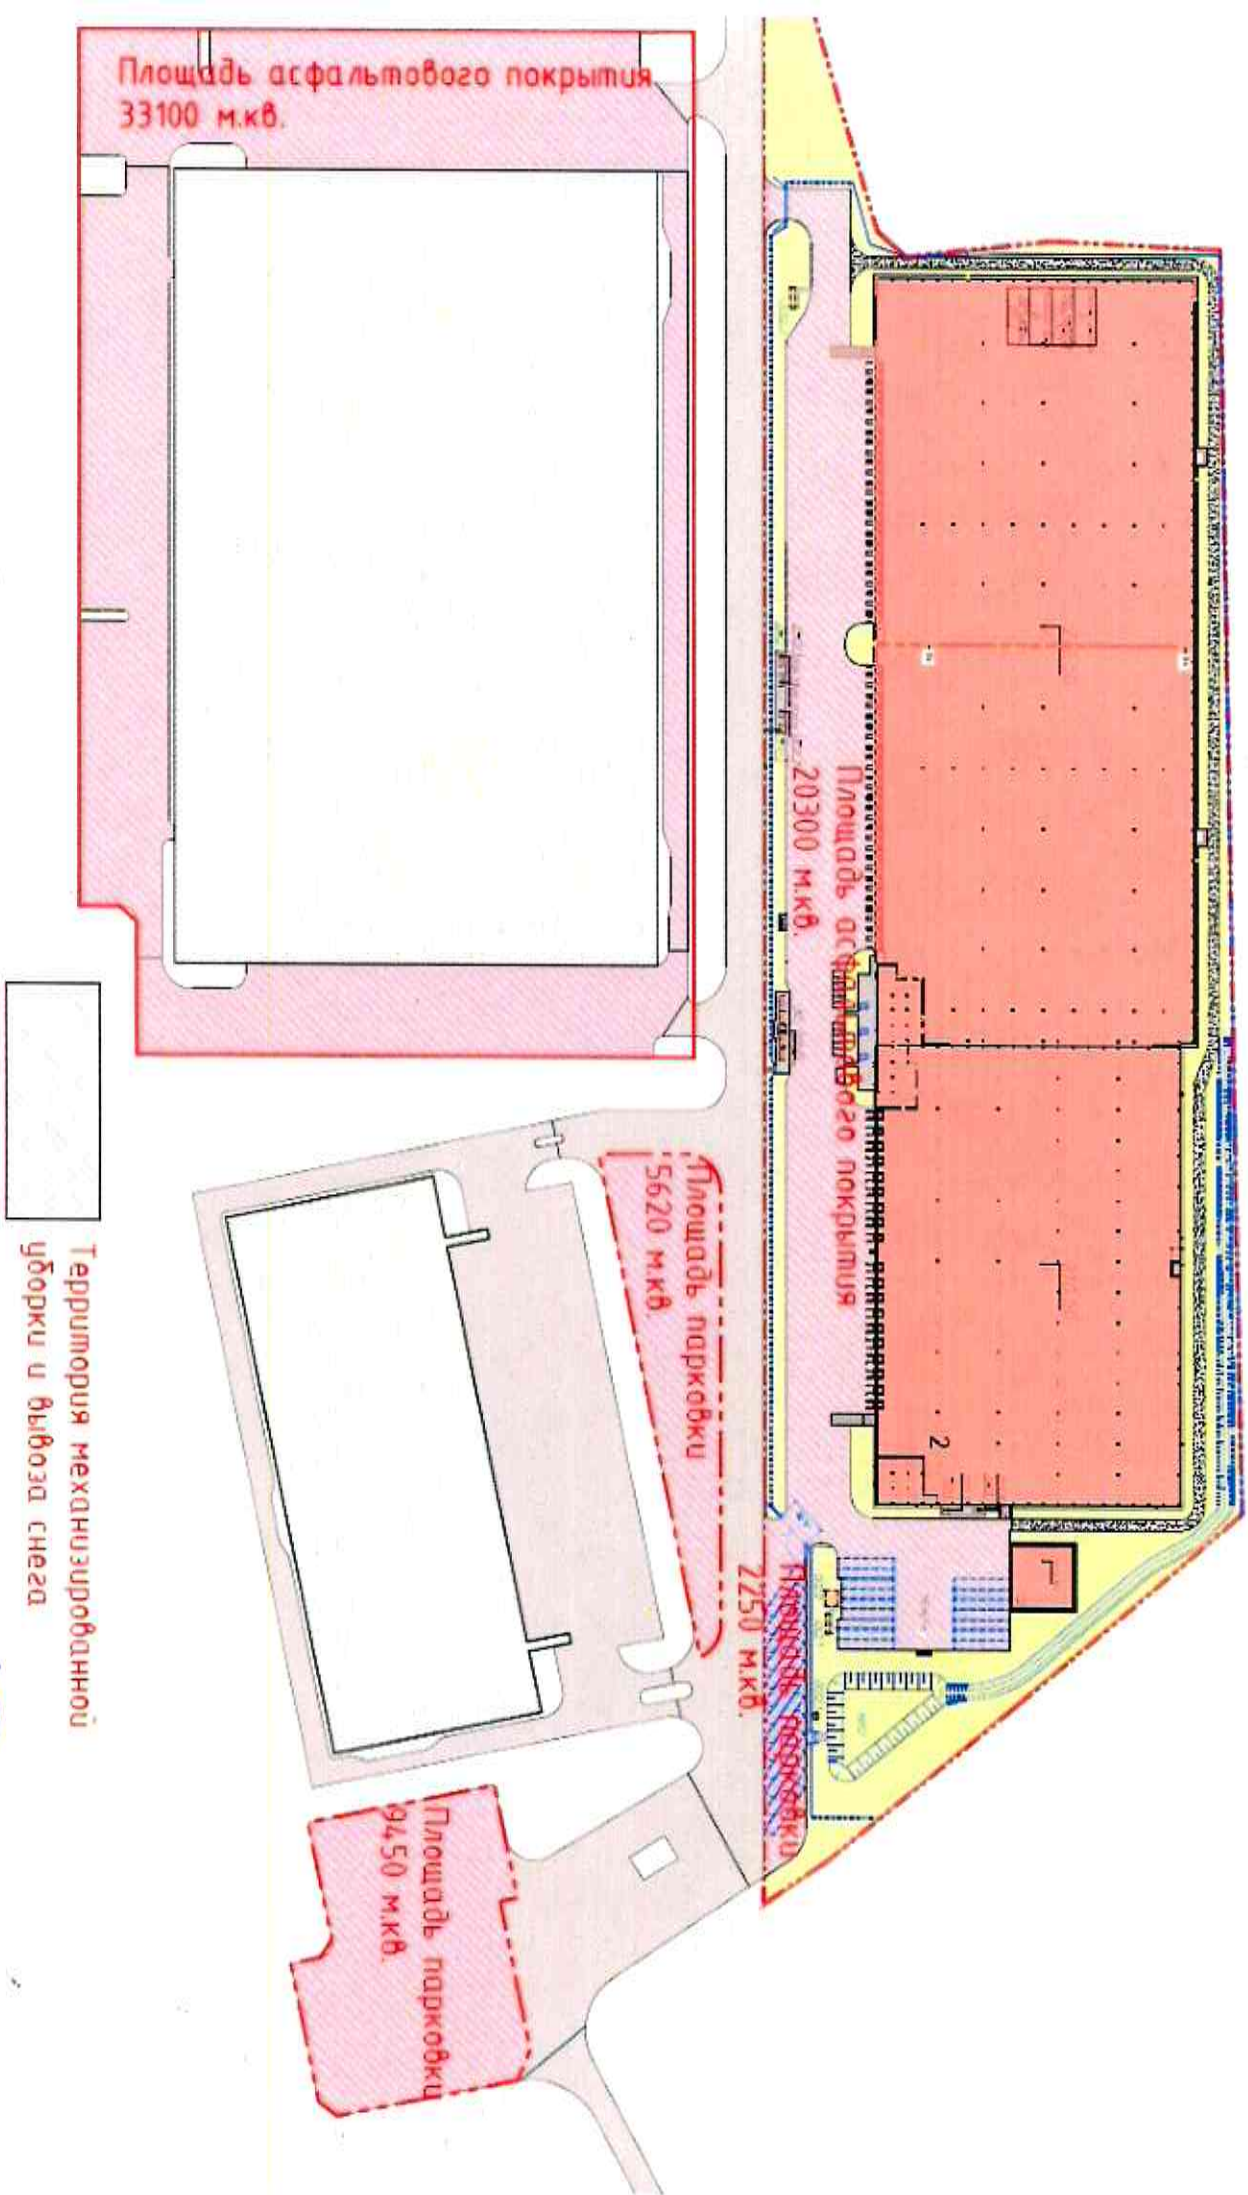 Площадь асфальтового покрытия
33100 м.кв.
Площадь асфальтового покрытия
20300 м.кв.
2
Площадь парковки
5620 м.кв.
Площадь парковки
2250 м.кв.
Площадь парковки
9450 м.кв.
Территория механизированной
уборки и вывоза снега